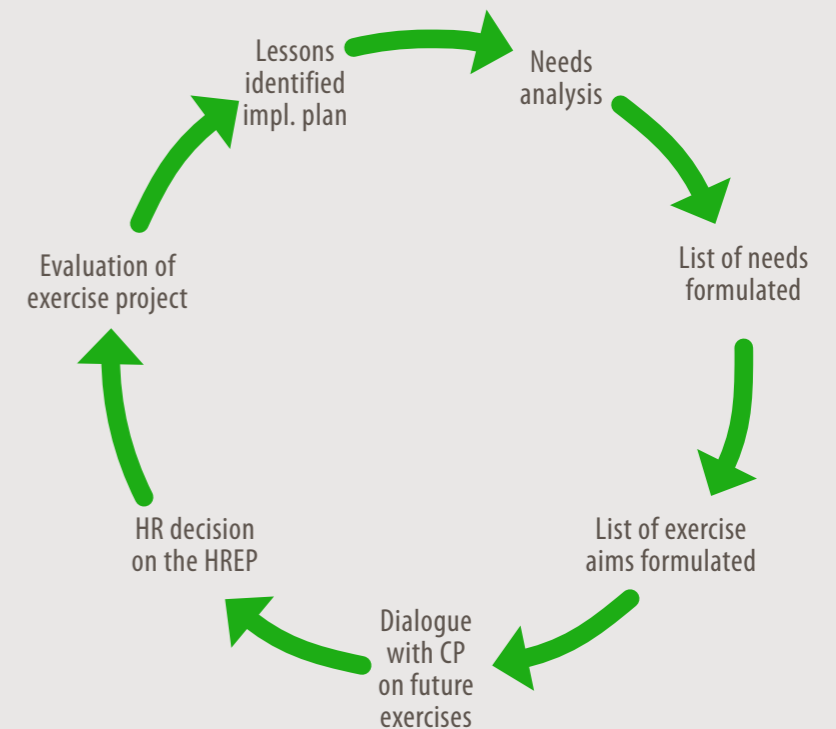 Lessons
identified
impl. plan
Needs
analysis
List of needs
formulated
List of exercise
aims formulated
Dialogue
with CP
on future
exercises
HR decision
on the HREP
Evaluation of
exercise project